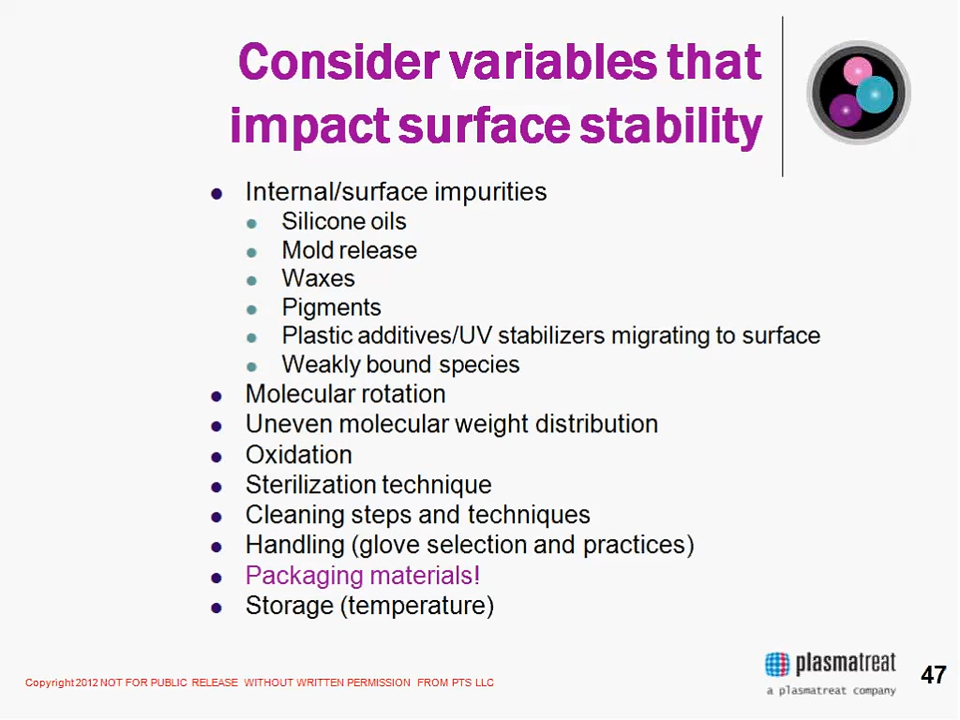 Consider variables that
impact surface stability
Internal/surface impurities
Silicone oils
Mold release
Waxes
Pigments
Plastic additives/UV stabilizers migrating to surface
Weakly bound species
Molecular rotation
Uneven molecular weight distribution
Oxidation
Sterilization technique
Cleaning steps and techniques
Handling (glove selection and practices)
Packaging materials!
Storage (temperature)
plasmatreat
a plasmatreat company
47
Copyright 2012 NOT FOR PUBLIC RELEASE WITHOUT WRITTEN PERMISSION FROM PTS LLC